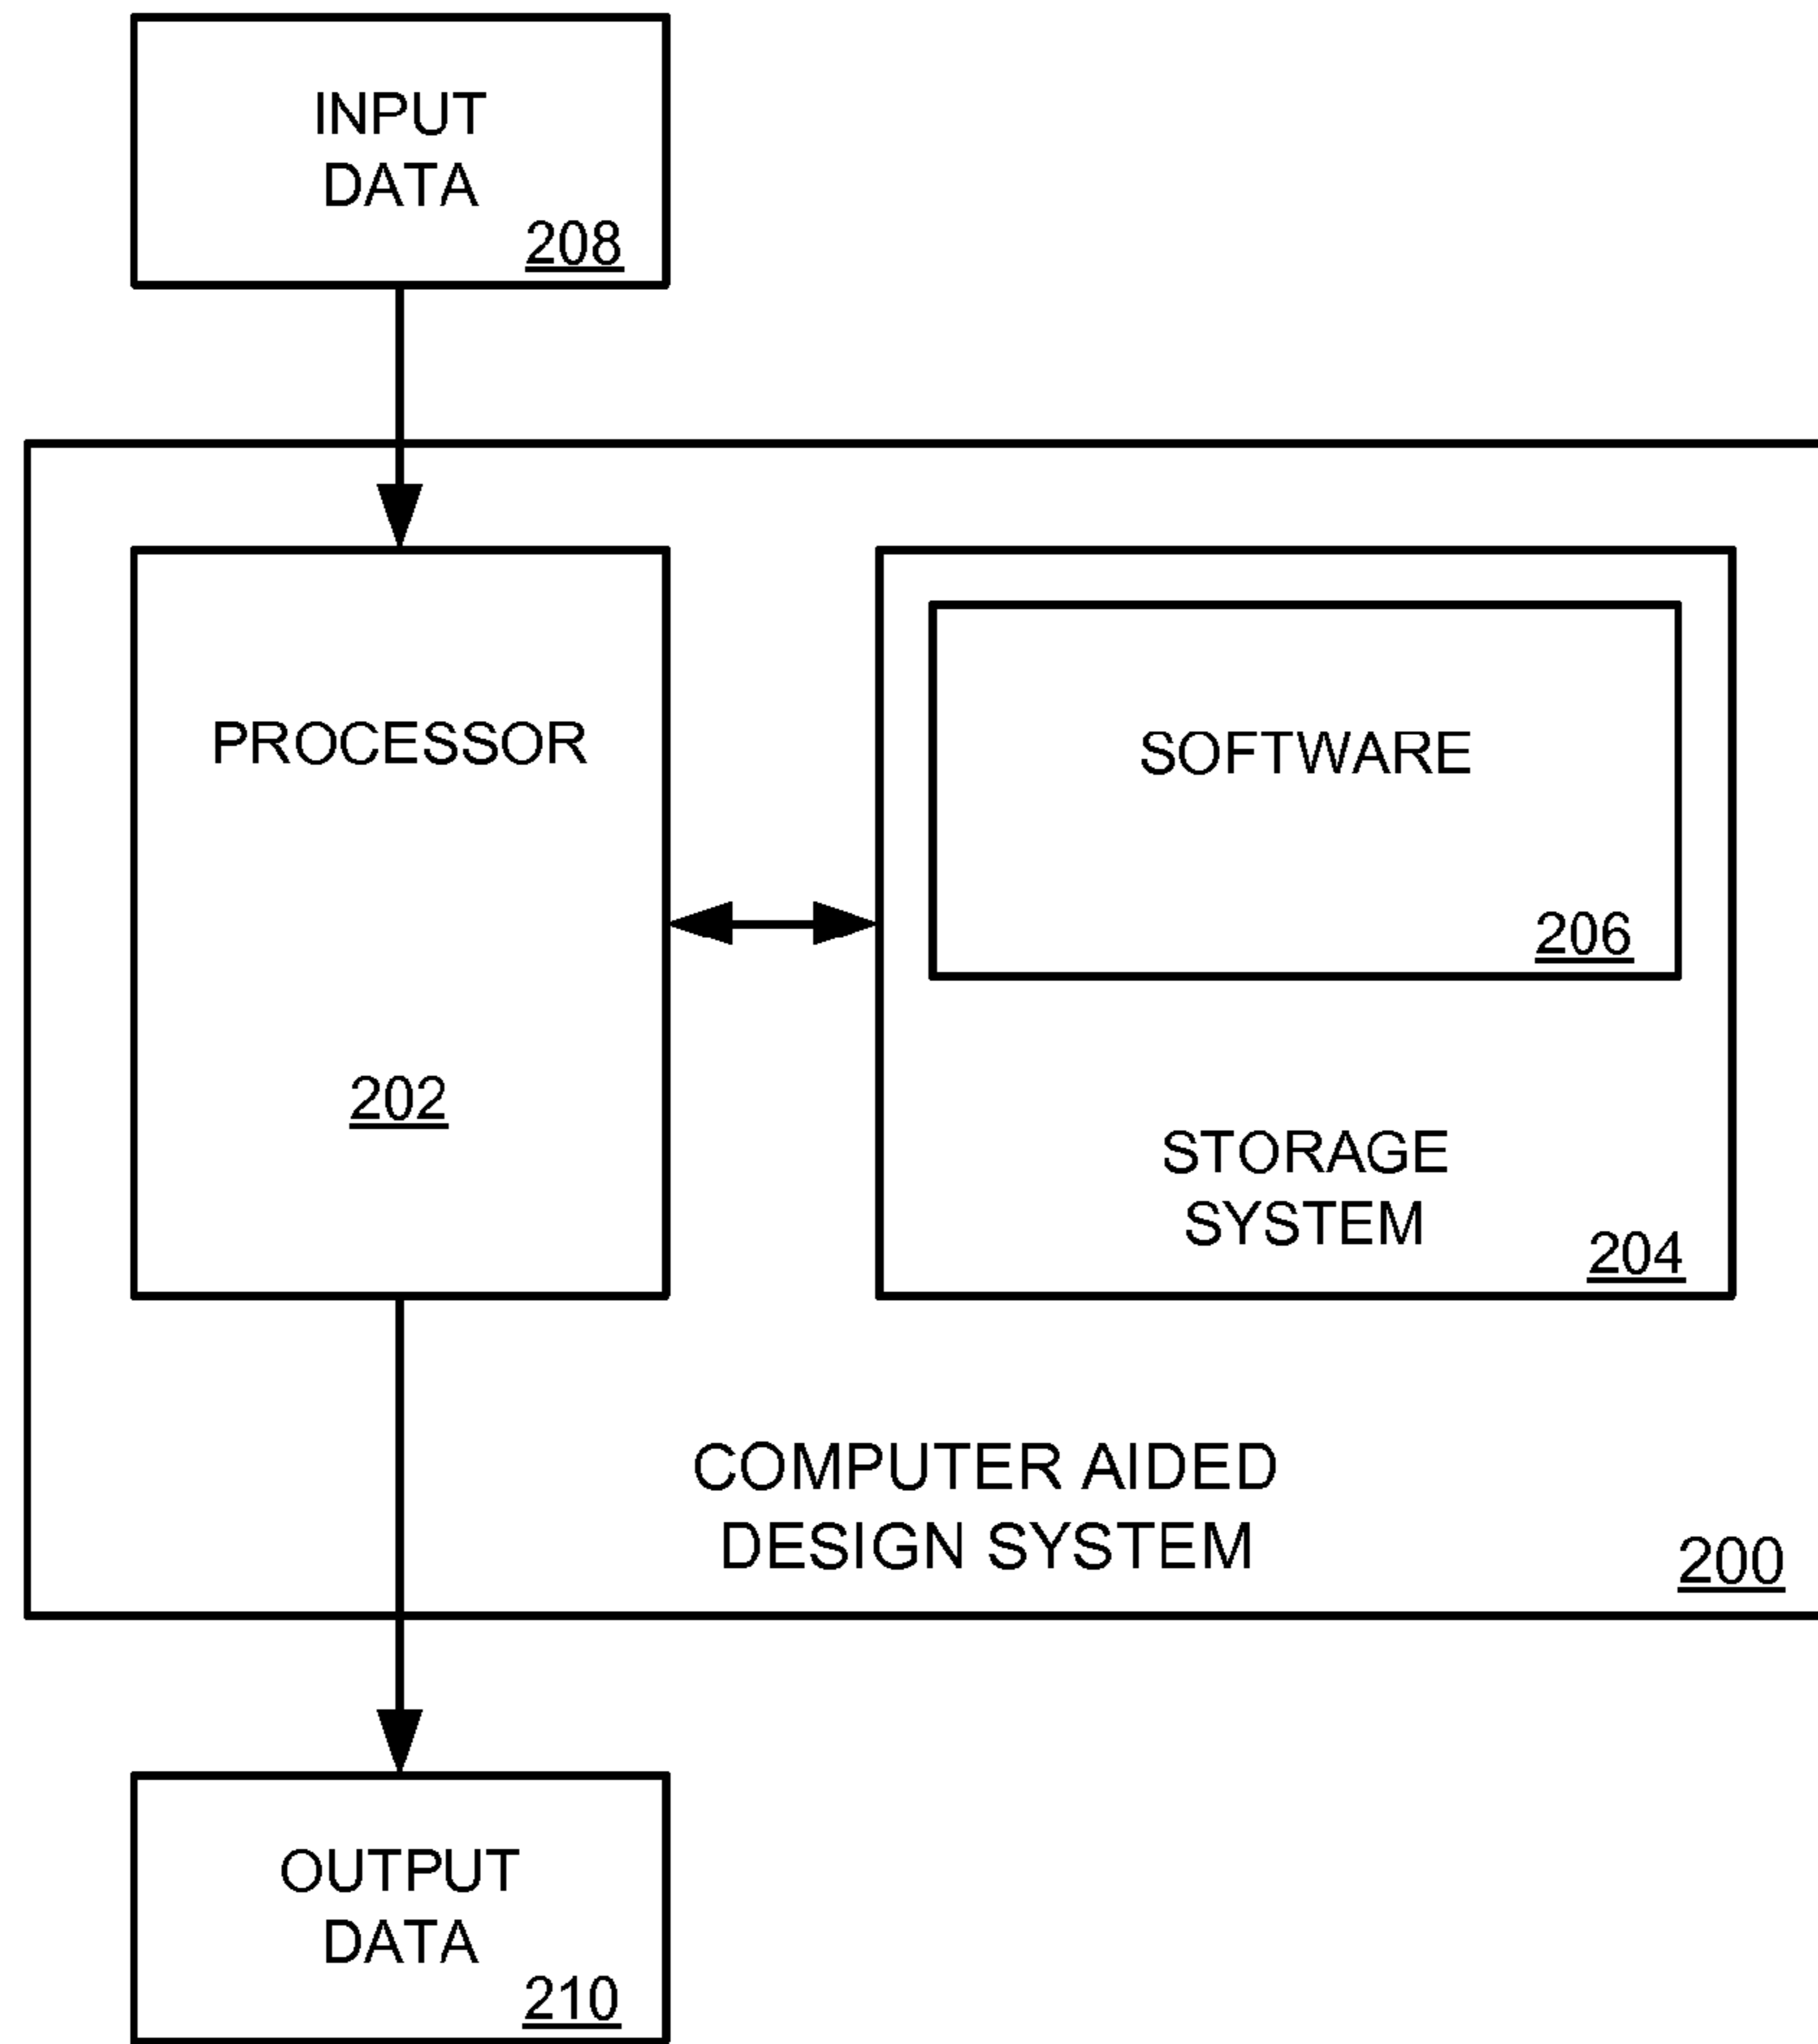 INPUT
DATA
208
PROCESSOR
202
SOFTWARE
206
STORAGE
SYSTEM
204
COMPUTER AIDED
DESIGN SYSTEM
200
OUTPUT
DATA
210